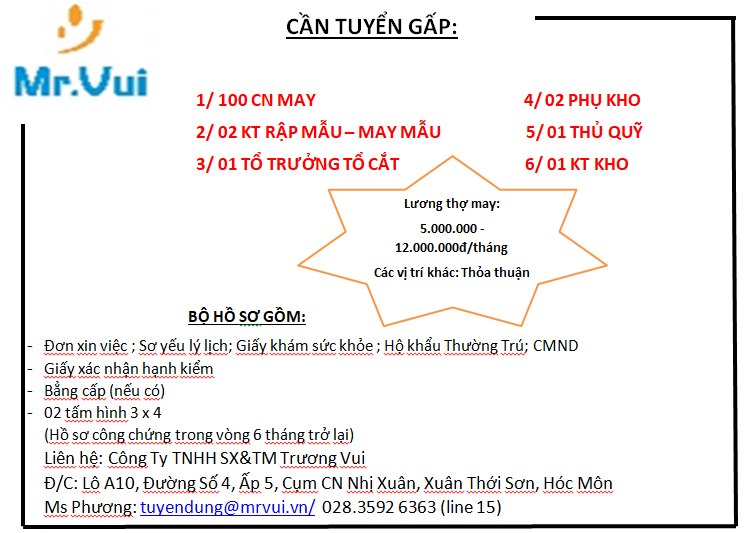 Mr.Vui
CẦN TUYỂN GẤP:
1/ 100 CN MAY
2/ 02 KT RẬP MẪU – MAY MẪU
3/ 01 TỔ TRƯỞNG TỔ CẮT
4/ 02 PHỤ KHO
5/ 01 THỦ QUỸ
6/ 01 KT KHO
Lương thợ may:
5.000.000 -
12.000.000đ/tháng
Các vị trí khác: Thỏa thuận
BỘ HỒ SƠ GỒM:
- Đơn xin việc ; Sơ yếu lý lịch; Giấy khám sức khỏe ; Hộ khẩu Thường Trú; CMND
- Giấy xác nhận hạnh kiểm
- Bằng cấp (nếu có)
- 02 tấm hình 3 x 4
(Hồ sơ công chứng trong vòng 6 tháng trở lại)
Liên hệ: Công Ty TNHH SX&TM Trương Vui
Đ/C: Lô A10, Đường Số 4, Ấp 5, Cụm CN Nhị Xuân, Xuân Thới Sơn, Hóc Môn
Ms Phương: tuyendung@mrvui.vn/ 028.3592 6363 (line 15)